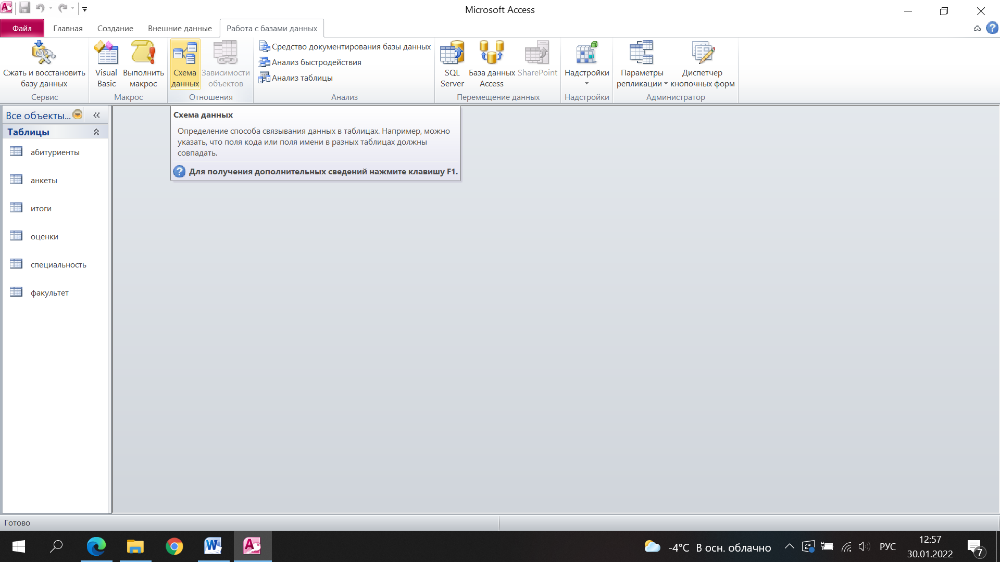 Microsoft Access
Файл
Главная
Создание
Внешние данные
Работа с базами данных
Сжать и восстановить
базу данных
Сервис
Visual
Basic
Выполнить
макрос
Макрос
Схема
данных
Зависимости
объектов
Отношения
Средство документирования базы данных
Анализ быстродействия
Анализ таблицы
Анализ
SQL
Server
База данных
Access
SharePoint
Перемещение данных
Надстройки
Надстройки
Параметры
репликации
Диспетчер
кнопочных форм
Администратор
Все объекты...
Таблицы
абитуриенты
анкеты
итоги
оценки
специальность
факультет
Схема данных
Определение способа связывания данных в таблицах. Например, можно
указать, что поля кода или поля имени в разных таблицах должны
совпадать.
Для получения дополнительных сведений нажмите клавишу F1.
Готово
-4°C В осн. облачно
РУС
12:57
30.01.2022
7